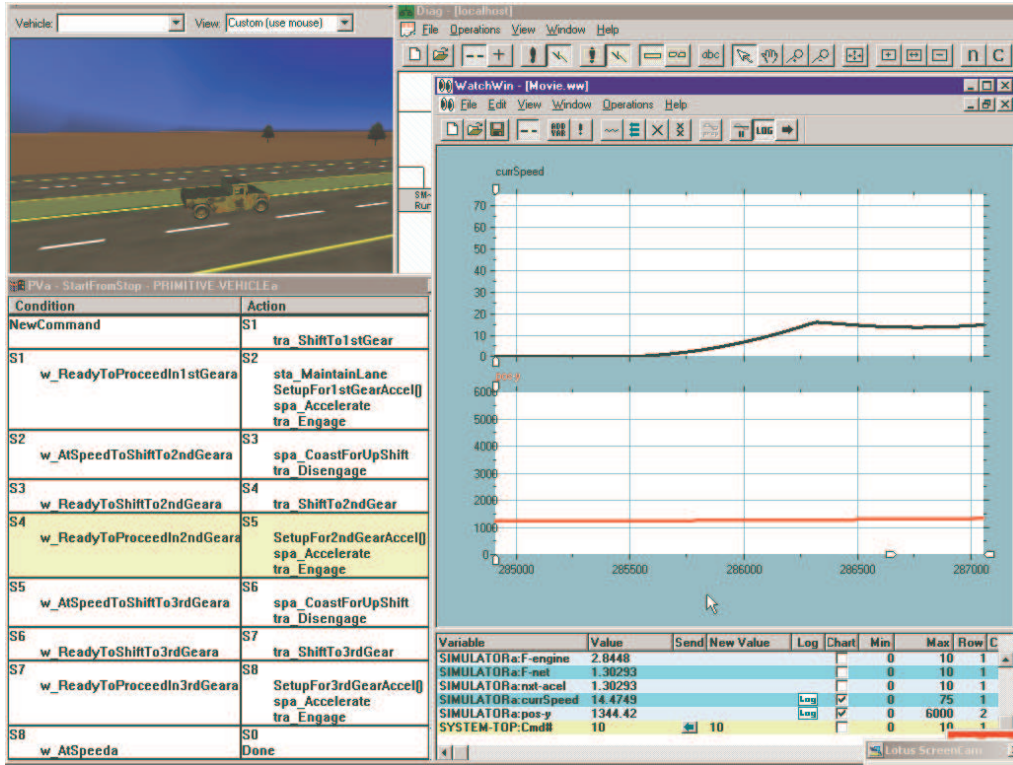 Vehicle:
View: Custom (use mouse)
Diag - [localhost]
File Operations View Window Help
abc
n C
WatchWin - [Movie.ww]
File Edit View Window Operations Help
ADD VAR ! LOG
currSpeed
70
60
50
40
30
20
10
0
6000
5000
4000
3000
2000
1000
0
285000 285500 286000 286500 287000
PVa - StartFromStop - PRIMITIVE-VEHICLEa
Condition Action
NewCommand S1
tra_ShiftTo1stGear
S1 S2
w_ReadyToProceedIn1stGeara sta_MaintainLane
SetupFor1stGearAccel()
spa_Accelerate
tra_Engage
S2 S3
w_AtSpeedToShiftTo2ndGeara spa_CoastForUpShift
tra_Disengage
S3 S4
w_ReadyToShiftTo2ndGeara tra_ShiftTo2ndGear
S4 S5
w_ReadyToProceedIn2ndGeara SetupFor2ndGearAccel()
spa_Accelerate
tra_Engage
S5 S6
w_AtSpeedToShiftTo3rdGeara spa_CoastForUpShift
tra_Disengage
S6 S7
w_ReadyToShiftTo3rdGeara tra_ShiftTo3rdGear
S7 S8
w_ReadyToProceedIn3rdGeara SetupFor3rdGearAccel()
spa_Accelerate
tra_Engage
S8 S0
w_AtSpeeda Done
Variable Value Send New Value Log Chart Min Max Row C
SIMULATORa:F-engine 2.8448 0 10 1
SIMULATORa:F-net 1.30293 0 10 1
SIMULATORa:nxt-acel 1.30293 0 10 1
SIMULATORa:currSpeed 14.4749 Log 0 75 1
SIMULATORa:pos-y 1344.42 Log 0 6000 2
SYSTEM-TOP:Cmd# 10 10 0 10 1
Lotus ScreenCam